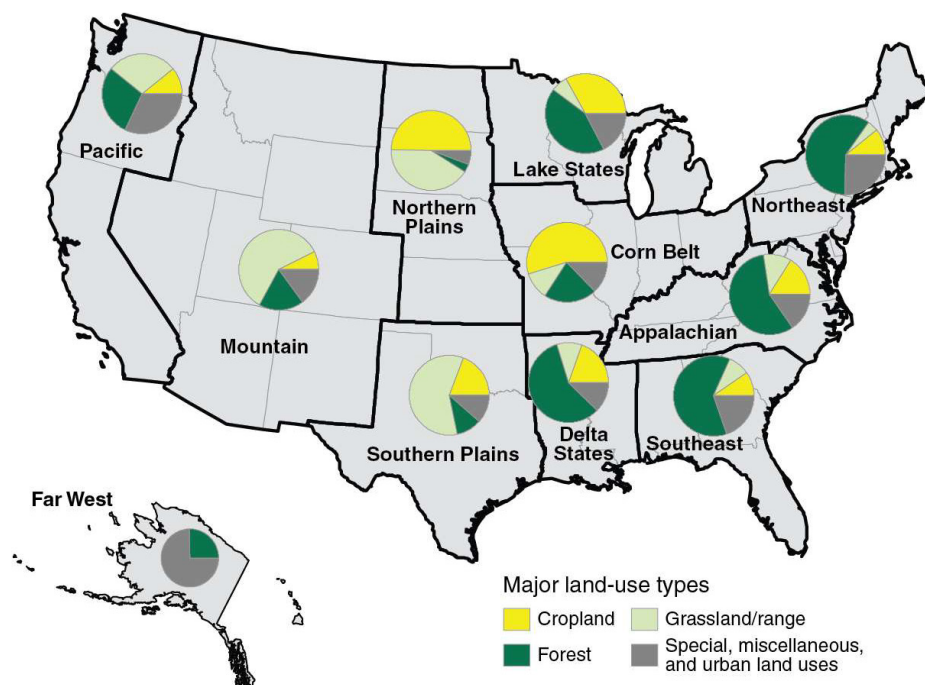 Pacific
Northern
Plains
Lake States
Northeast
Corn Belt
Mountain
Appalachian
Southern Plains
Delta
States
Southeast
Far West
Major land-use types
Cropland
Grassland/range
Forest
Special, miscellaneous,
and urban land uses